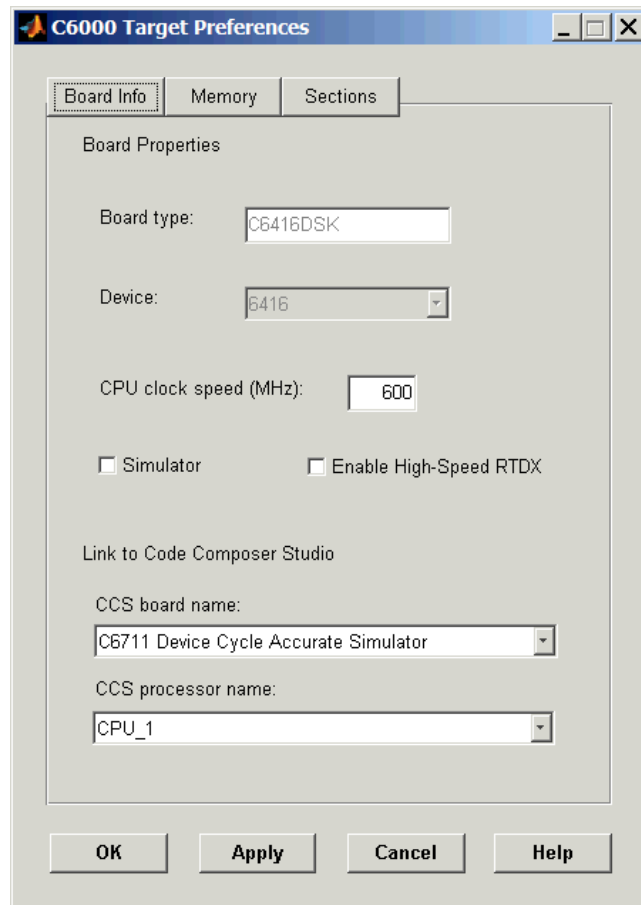 C6000 Target Preferences
Board Info Memory Sections
Board Properties
Board type: C6416DSK
Device: 6416
CPU clock speed (MHz): 600
Simulator Enable High-Speed RTDX
Link to Code Composer Studio
CCS board name:
C6711 Device Cycle Accurate Simulator
CCS processor name:
CPU_1
OK Apply Cancel Help